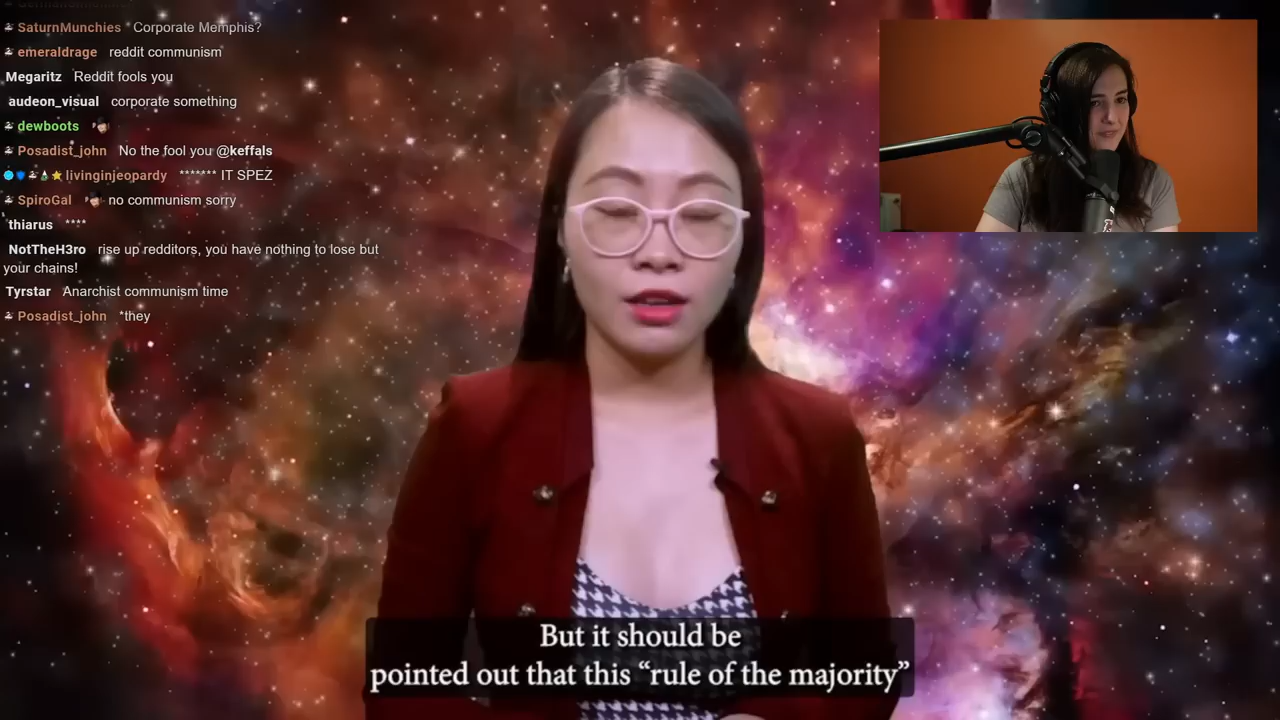 SaturnMunchies Corporate Memphis?
emeraldrage reddit communism
Megaritz Reddit fools you
audeon_visual corporate something
dewboots
Posadist_john No the fool you @keffals
livinginjeopardy ******* IT SPEZ
SpiroGal no communism sorry
thiarus ****
NotTheH3ro rise up redditors, you have nothing to lose but
your chains!
Tyrstar Anarchist communism time
Posadist_john *they
But it should be
pointed out that this “rule of the majority”